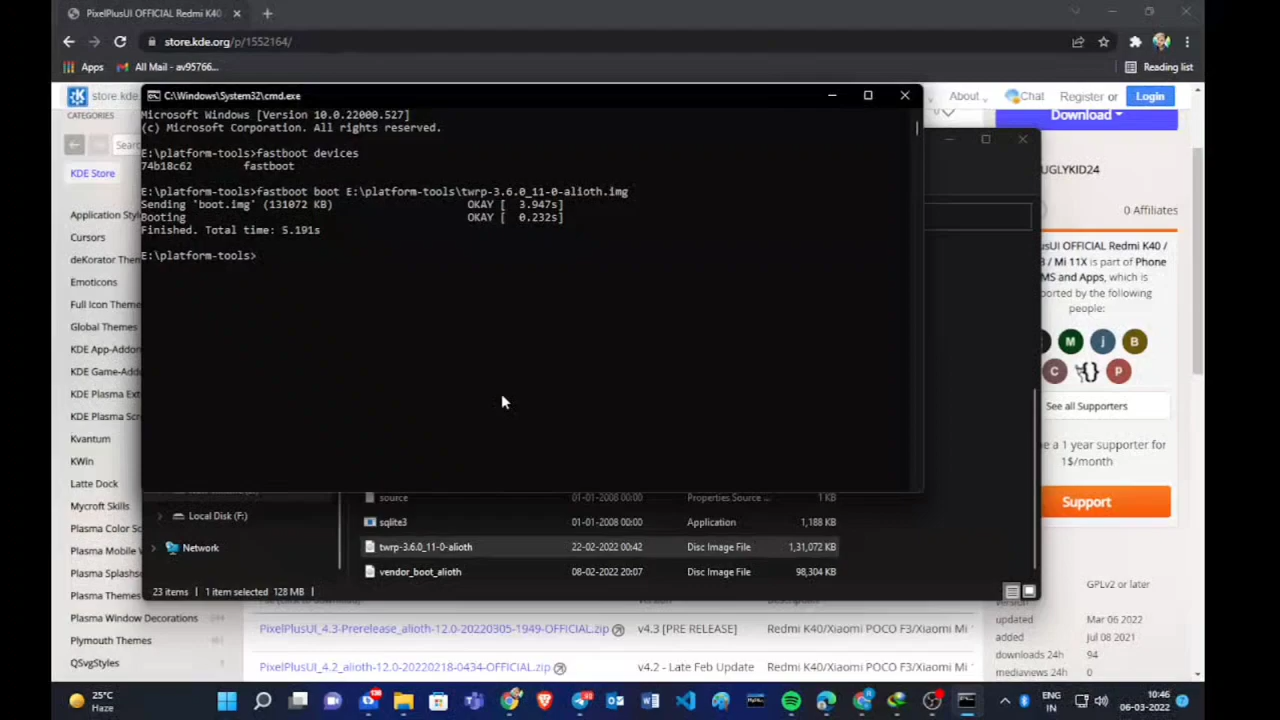 PixelPlusUI OFFICIAL Redmi K40
store.kde.org/p/1552164/
Apps
All Mail - av95766...
Reading list
store.kde
About
Chat
Register or
Login
CATEGORIES
Download
Sear
KDE Store
UGLYKID24
0 Affiliates
Application Styl
Cursors
deKorator Them
Emoticons
Full Icon Theme
Global Themes
KDE App-Addon
KDE Game-Addo
KDE Plasma Ext
KDE Plasma Scr
Kvantum
KWin
Latte Dock
Mycroft Skills
Plasma Color Sc
Plasma Mobile
Plasma Splashsc
Plasma Themes
Plasma Window Decorations
Plymouth Themes
QSvgStyles
C:\Windows\System32\cmd.exe
Microsoft Windows [Version 10.0.22000.527]
(c) Microsoft Corporation. All rights reserved.
E:\platform-tools>fastboot devices
74b18c62 fastboot
E:\platform-tools>fastboot boot E:\platform-tools\twrp-3.6.0_11-0-alioth.img
Sending 'boot.img' (131072 KB) OKAY [ 3.947s]
Booting OKAY [ 0.232s]
Finished. Total time: 5.191s
E:\platform-tools>
usUI OFFICIAL Redmi K40 /
3 / Mi 11X is part of Phone
MS and Apps, which is
orted by the following
people:
M j B
C {} P
See all Supporters
e a 1 year supporter for
1$/month
Support
source 01-01-2008 00:00 Properties Source ... 1 KB
Local Disk (F:)
sqlite3 01-01-2008 00:00 Application 1,188 KB
Network
twrp-3.6.0_11-0-alioth 22-02-2022 00:42 Disc Image File 1,31,072 KB
vendor_boot_alioth 08-02-2022 20:07 Disc Image File 98,304 KB
23 items 1 item selected 128 MB
GPLv2 or later
version
updated Mar 06 2022
added Jul 08 2021
downloads 24h 94
mediaviews 24h 0
PixelPlusUI_4.3-Prerelease_alioth-12.0-20220305-1949-OFFICIAL.zip v4.3 [PRE RELEASE] Redmi K40/Xiaomi POCO F3/Xiaomi Mi
PixelPlusUI_4.2_alioth-12.0-20220218-0434-OFFICIAL.zip v4.2 - Late Feb Update Redmi K40/Xiaomi POCO F3/Xiaomi Mi
25°C
Haze
ENG
IN
10:46
06-03-2022